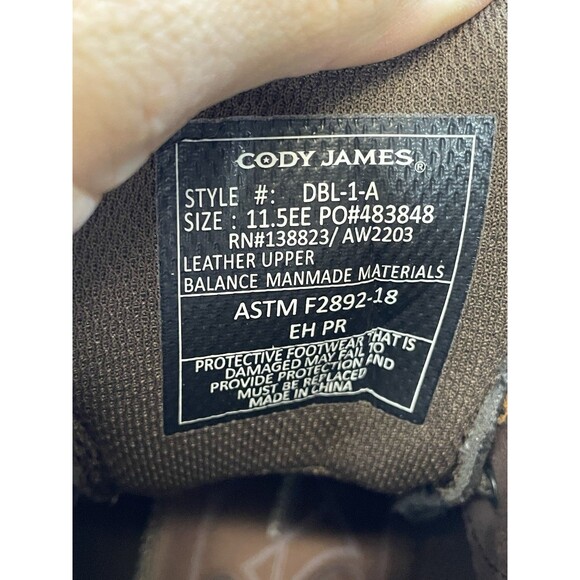 CODY JAMES®
STYLE #: DBL-1-A
SIZE : 11.5EE PO#483848
RN#138823/ AW2203
LEATHER UPPER
BALANCE MANMADE MATERIALS
ASTM F2892-18
EH PR
PROTECTIVE FOOTWEAR THAT IS
DAMAGED MAY FAIL TO
PROVIDE PROTECTION AND
MUST BE REPLACED
MADE IN CHINA